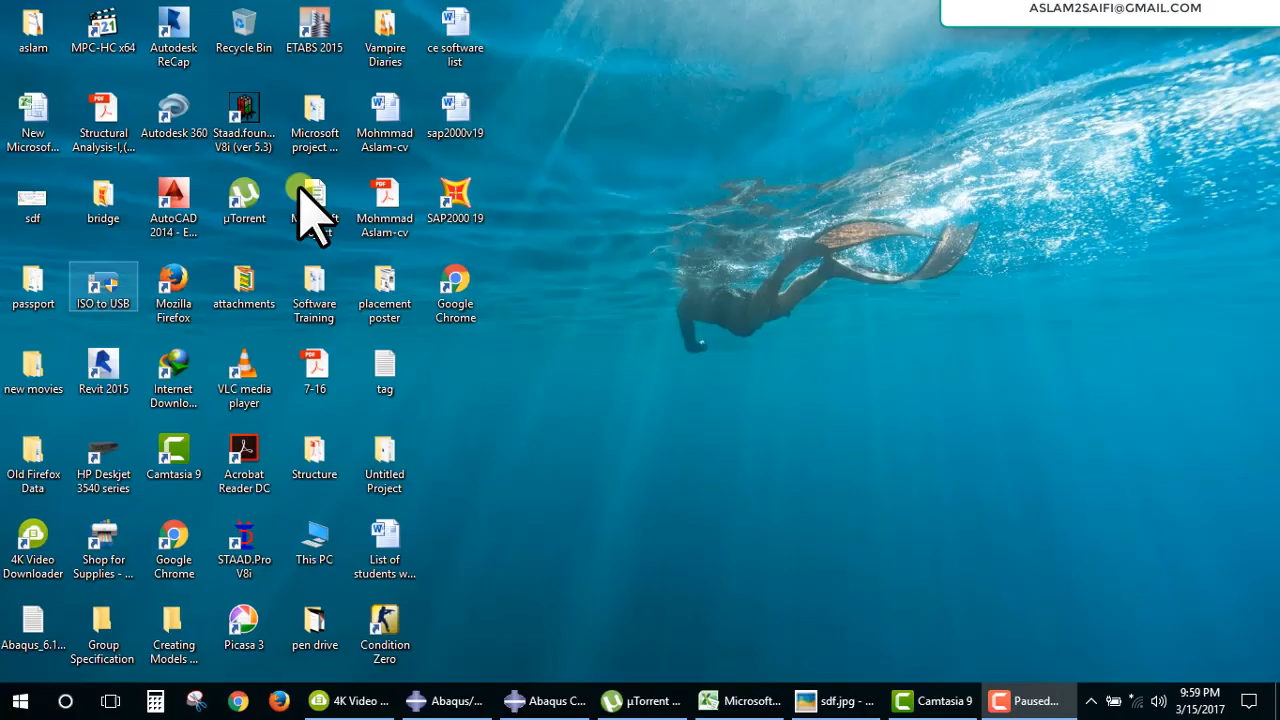 ASLAM2SAIFI@GMAIL.COM
aslam
MPC-HC x64
Autodesk
ReCap
Recycle Bin
ETABS 2015
Vampire
Diaries
ce software
list
New
Microsof...
Structural
Analysis-I,(...
Autodesk 360
Staad.foun...
V8i (ver 5.3)
Microsoft
project ...
Mohmmad
Aslam-cv
sap2000v19
sdf
bridge
AutoCAD
2014 - E...
µTorrent
Mohmmad
Aslam-cv
SAP2000 19
passport
ISO to USB
Mozilla
Firefox
attachments
Software
Training
placement
poster
Google
Chrome
new movies
Revit 2015
Internet
Downlo...
VLC media
player
7-16
tag
Old Firefox
Data
HP Deskjet
3540 series
Camtasia 9
Acrobat
Reader DC
Structure
Untitled
Project
4K Video
Downloader
Shop for
Supplies - ...
Google
Chrome
STAAD.Pro
V8i
This PC
List of
students w...
Abaqus_6.1...
Group
Specification
Creating
Models ...
Picasa 3
pen drive
Condition
Zero
4K Video ...
Abaqus/...
Abaqus C...
µTorrent ...
Microsoft...
sdf.jpg - ...
Camtasia 9
Paused...
9:59 PM
3/15/2017